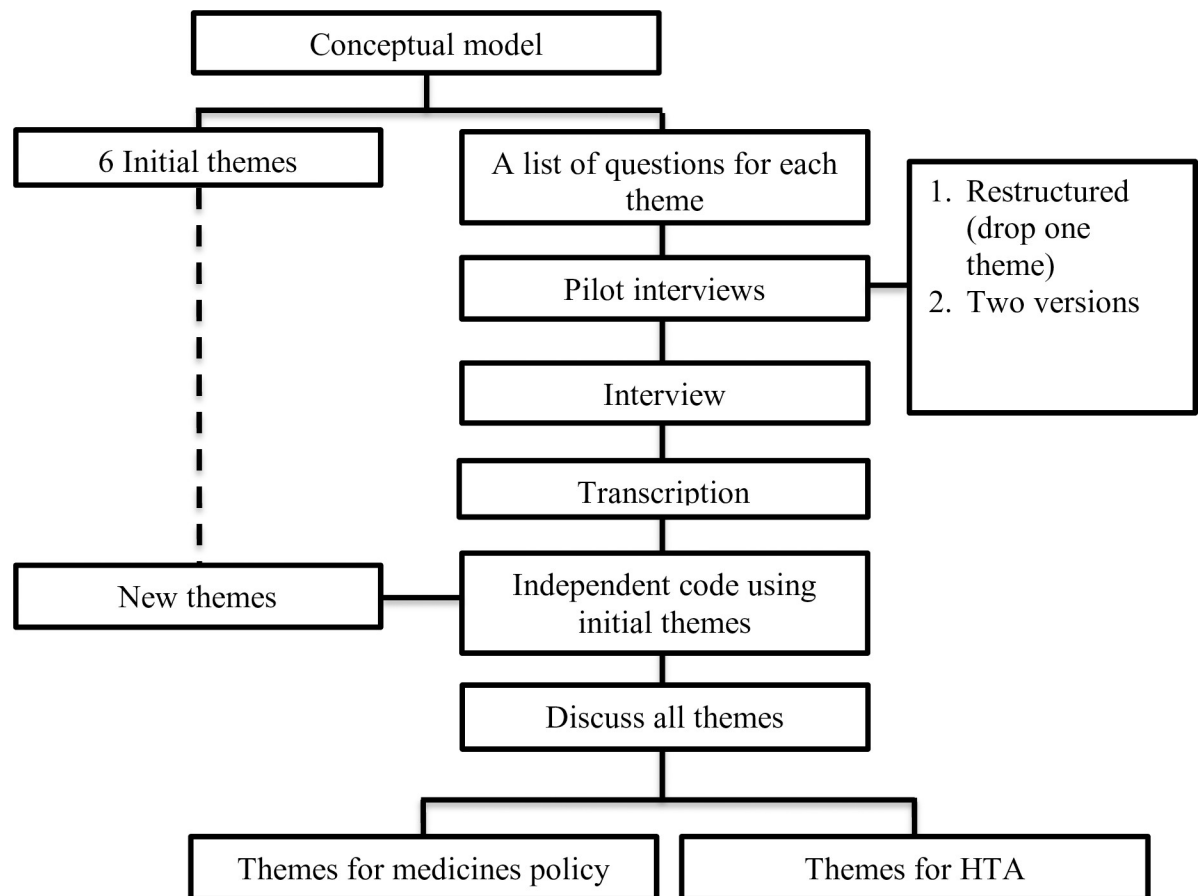 Conceptual model
6 Initial themes
A list of questions for each
theme
1. Restructured
(drop one
theme)
2. Two versions
Pilot interviews
Interview
Transcription
New themes
Independent code using
initial themes
Discuss all themes
Themes for medicines policy
Themes for HTA